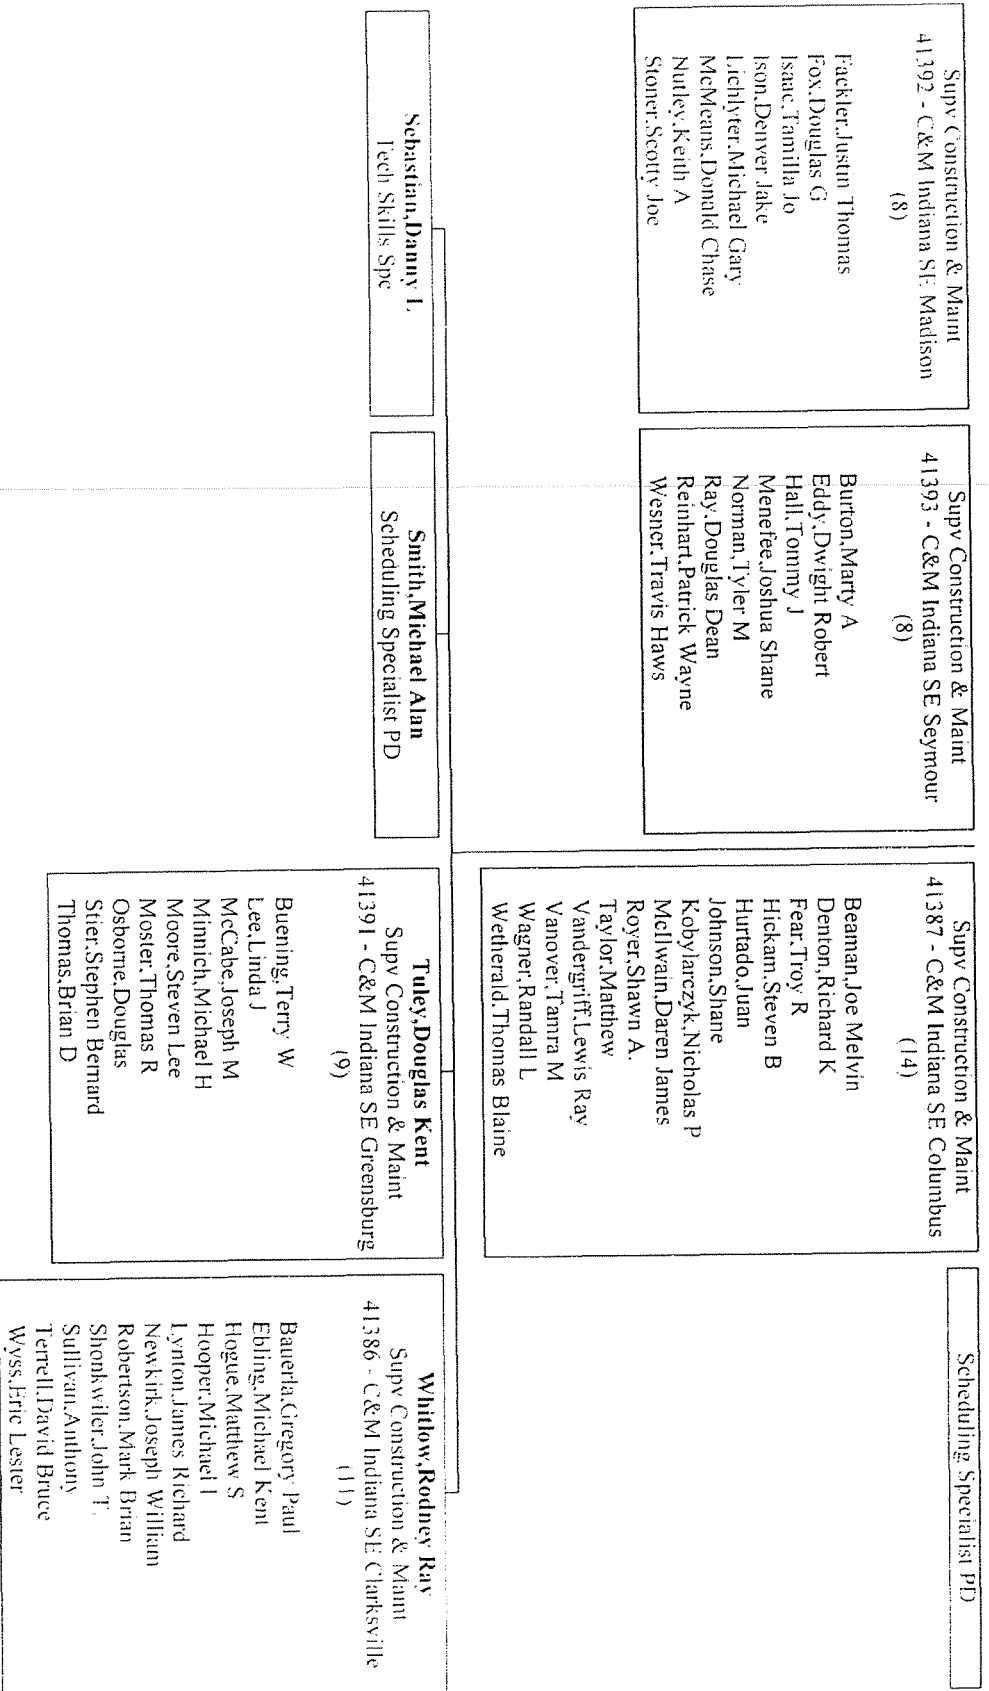 Supv Construction & Maint
41392 - C&M Indiana SE Madison
(8)
Fackler,Justin Thomas
Fox,Douglas G
Isaac,Tamilla Jo
Ison,Denver Jake
Lichlyter,Michael Gary
McMeans,Donald Chase
Nutley,Keith A
Stoner,Scotty Joe
Supv Construction & Maint
41393 - C&M Indiana SE Seymour
(8)
Burton,Marty A
Eddy,Dwight Robert
Hall,Tommy J
Menefee,Joshua Shane
Norman,Tyler M
Ray,Douglas Dean
Reinhart,Patrick Wayne
Wesner,Travis Haws
Supv Construction & Maint
41387 - C&M Indiana SE Columbus
(14)
Beaman,Joe Melvin
Denton,Richard K
Fear,Troy R
Hickam,Steven B
Hurtado,Juan
Johnson,Shane
Kobylarczyk,Nicholas P.
McIlwain,Daren James
Royer,Shawn A.
Taylor,Matthew
Vandergriff,Lewis Ray
Vanover,Tamra M
Wagner,Randall L
Wetherald,Thomas Blaine
Scheduling Specialist PD
Sebastian,Danny L
Tech Skills Spc
Smith,Michael Alan
Scheduling Specialist PD
Tuley,Douglas Kent
Supv Construction & Maint
41391 - C&M Indiana SE Greensburg
(9)
Buening,Terry W
Lee,Linda J
McCabe,Joseph M
Minnich,Michael H
Moore,Steven Lee
Moster,Thomas R
Osborne,Douglas
Stier,Stephen Bernard
Thomas,Brian D
Whitlow,Rodney Ray
Supv Construction & Maint
41386 - C&M Indiana SE Clarksville
(11)
Bauerla,Gregory Paul
Ebling,Michael Kent
Hogue,Matthew S
Hooper,Michael I
Lynton,James Richard
Newkirk,Joseph William
Robertson,Mark Brian
Shonkwiler,John T.
Sullivan,Anthony
Terrell,David Bruce
Wyss,Eric Lester